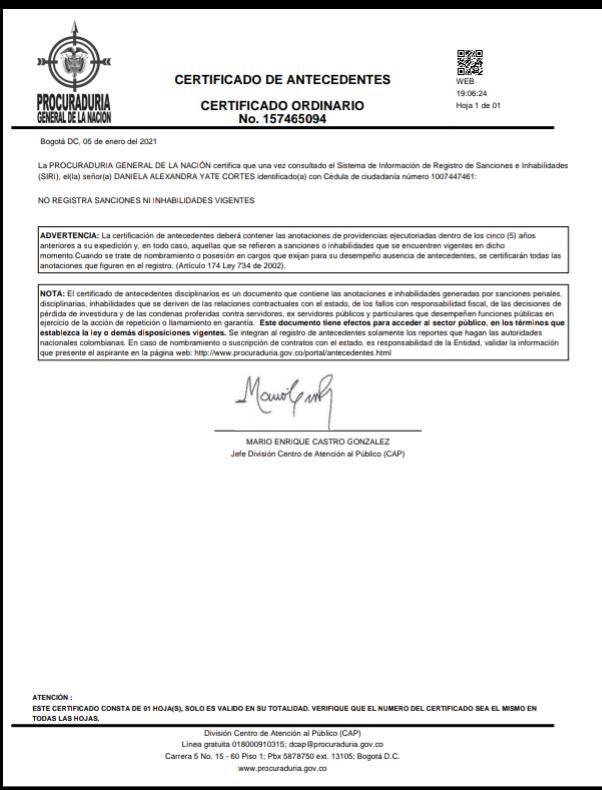 PROCURADURIA
GENERAL DE LA NACION
CERTIFICADO DE ANTECEDENTES
CERTIFICADO ORDINARIO
No. 157465094
WEB
19:06:24
Hoja 1 de 01
Bogotá DC, 05 de enero del 2021
La PROCURADURIA GENERAL DE LA NACIÓN certifica que una vez consultado el Sistema de Información de Registro de Sanciones e Inhabilidades
(SIRI), el(la) señor(a) DANIELA ALEXANDRA YATE CORTES identificado(a) con Cédula de ciudadanía número 1007447461:
NO REGISTRA SANCIONES NI INHABILIDADES VIGENTES
ADVERTENCIA: La certificación de antecedentes deberá contener las anotaciones de providencias ejecutoriadas dentro de los cinco (5) años
anteriores a su expedición y, en todo caso, aquellas que se refieren a sanciones o inhabilidades que se encuentren vigentes en dicho
momento.Cuando se trate de nombramiento o posesión en cargos que exijan para su desempeño ausencia de antecedentes, se certificarán todas las
anotaciones que figuren en el registro. (Artículo 174 Ley 734 de 2002).
NOTA: El certificado de antecedentes disciplinarios es un documento que contiene las anotaciones e inhabilidades generadas por sanciones penales,
disciplinarias, inhabilidades que se deriven de las relaciones contractuales con el estado, de los fallos con responsabilidad fiscal, de las decisiones de
pérdida de investidura y de las condenas proferidas contra servidores, ex servidores públicos y particulares que desempeñen funciones públicas en
ejercicio de la acción de repetición o llamamiento en garantía. Este documento tiene efectos para acceder al sector público, en los términos que
establezca la ley o demás disposiciones vigentes. Se integran al registro de antecedentes solamente los reportes que hagan las autoridades
nacionales colombianas. En caso de nombramiento o suscripción de contratos con el estado, es responsabilidad de la Entidad, validar la información
que presente el aspirante en la página web: http://www.procuraduria.gov.co/portal/antecedentes.html
MARIO ENRIQUE CASTRO GONZALEZ
Jefe División Centro de Atención al Público (CAP)
ATENCIÓN :
ESTE CERTIFICADO CONSTA DE 01 HOJA(S), SOLO ES VALIDO EN SU TOTALIDAD. VERIFIQUE QUE EL NUMERO DEL CERTIFICADO SEA EL MISMO EN
TODAS LAS HOJAS.
División Centro de Atención al Público (CAP)
Línea gratuita 018000910315; dcap@procuraduria.gov.co
Carrera 5 No. 15 - 60 Piso 1; Pbx 5878750 ext. 13105; Bogotá D.C.
www.procuraduria.gov.co